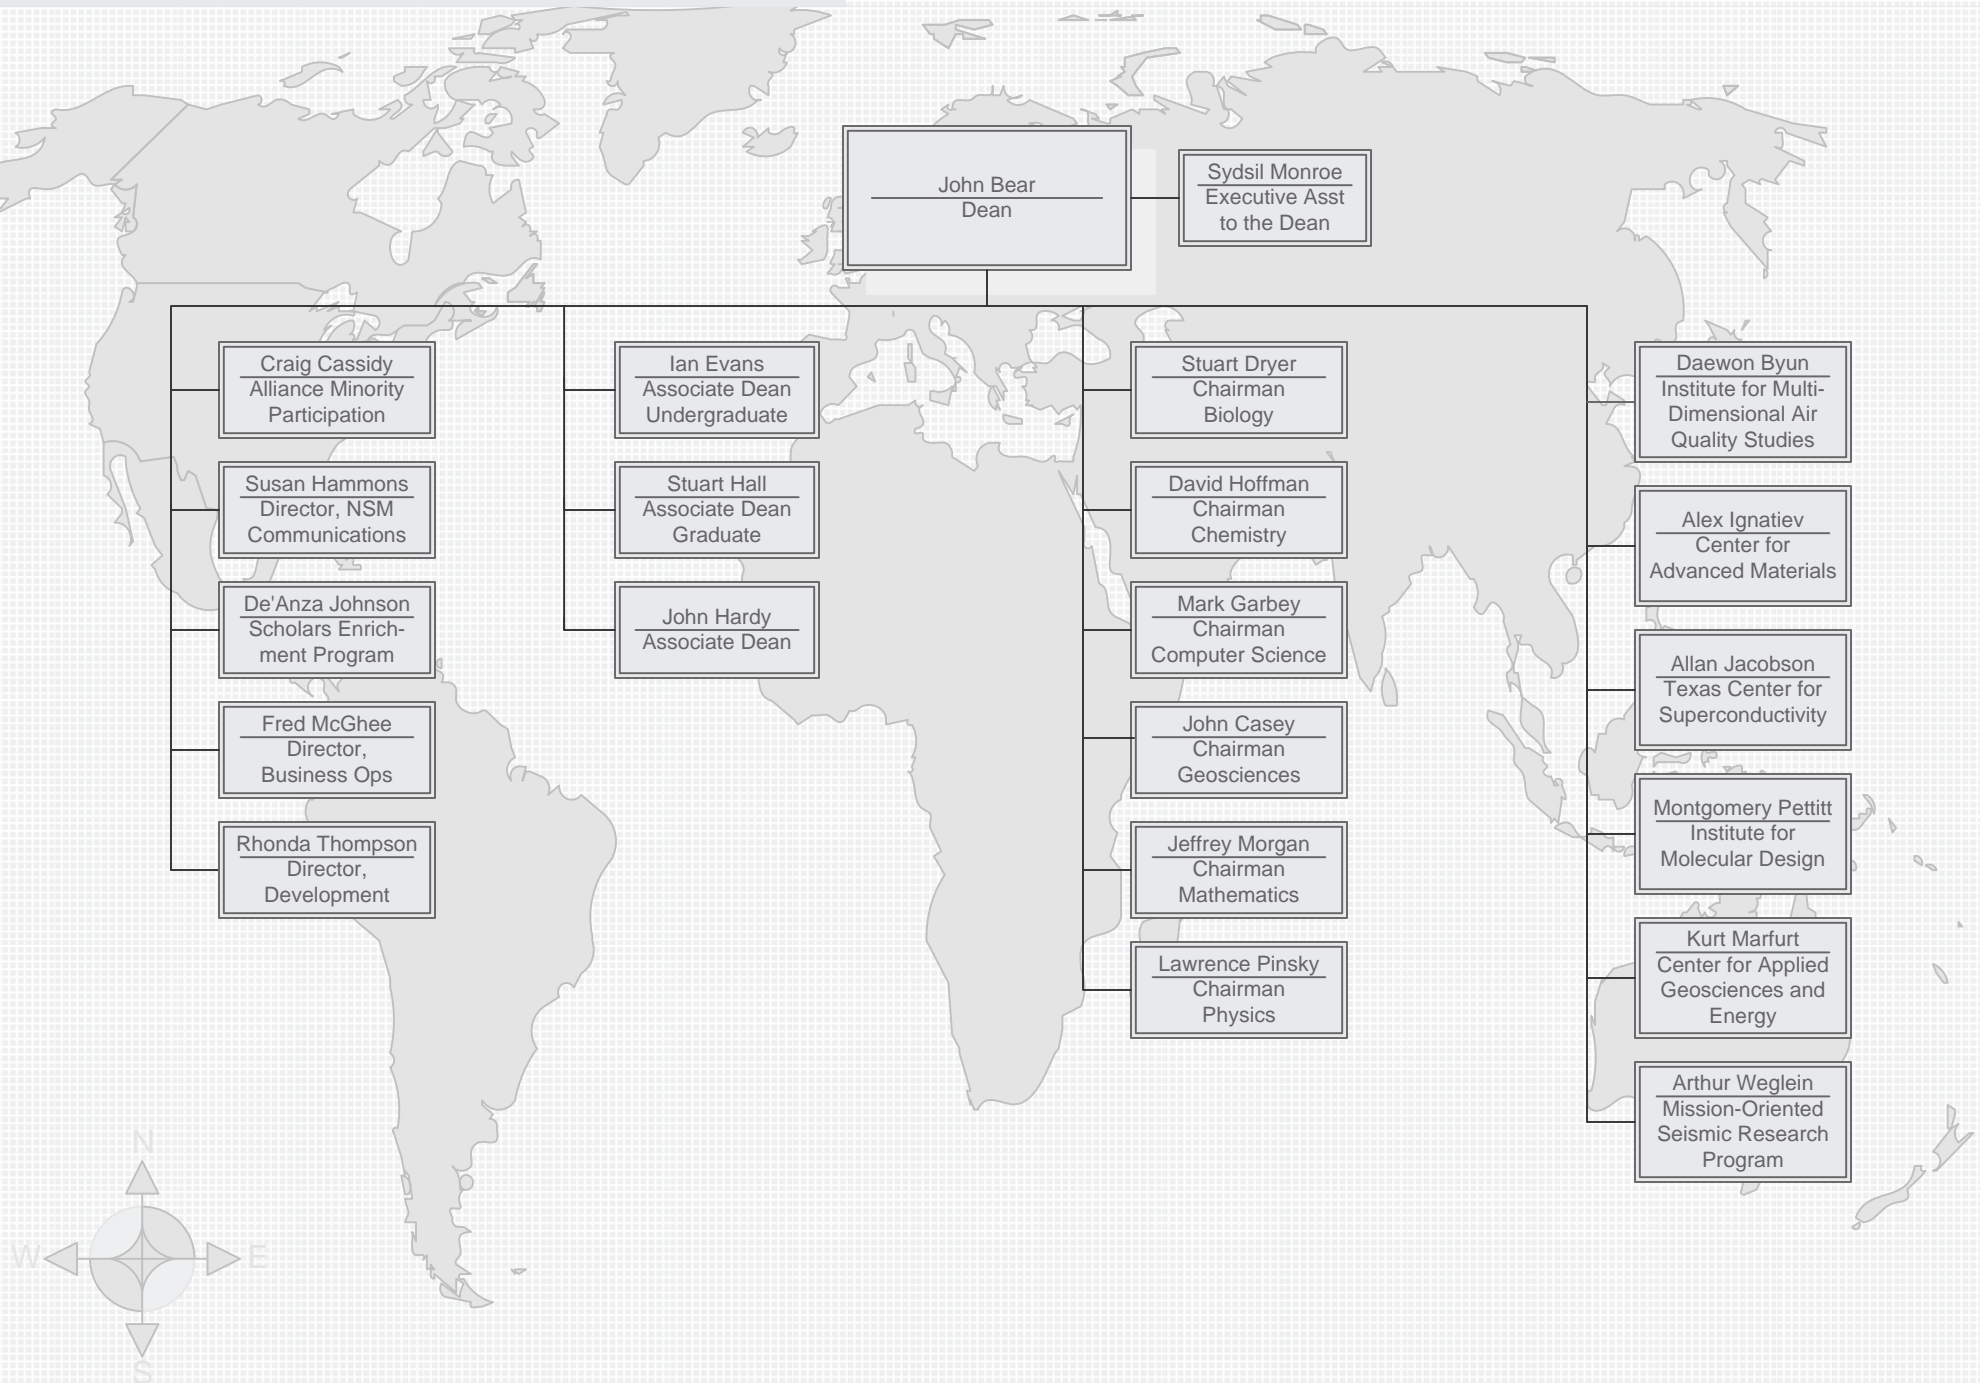 John Bear
Dean
Sydsil Monroe
Executive Asst
to the Dean
Craig Cassidy
Alliance Minority
Participation
Susan Hammons
Director, NSM
Communications
De'Anza Johnson
Scholars Enrich-
ment Program
Fred McGhee
Director,
Business Ops
Rhonda Thompson
Director,
Development
Ian Evans
Associate Dean
Undergraduate
Stuart Hall
Associate Dean
Graduate
John Hardy
Associate Dean
Stuart Dryer
Chairman
Biology
David Hoffman
Chairman
Chemistry
Mark Garbey
Chairman
Computer Science
John Casey
Chairman
Geosciences
Jeffrey Morgan
Chairman
Mathematics
Lawrence Pinsky
Chairman
Physics
Daewon Byun
Institute for Multi-
Dimensional Air
Quality Studies
Alex Ignatiev
Center for
Advanced Materials
Allan Jacobson
Texas Center for
Superconductivity
Montgomery Pettitt
Institute for
Molecular Design
Kurt Marfurt
Center for Applied
Geosciences and
Energy
Arthur Weglein
Mission-Oriented
Seismic Research
Program
N
W
E
S